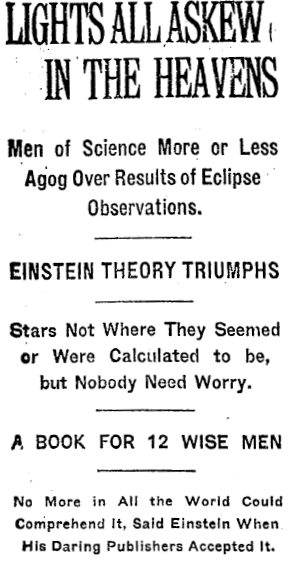 LIGHTS ALL ASKEW
IN THE HEAVENS
Men of Science More or Less
Agog Over Results of Eclipse
Observations.
EINSTEIN THEORY TRIUMPHS
Stars Not Where They Seemed
or Were Calculated to be,
but Nobody Need Worry.
A BOOK FOR 12 WISE MEN
No More in All the World Could
Comprehend It, Said Einstein When
His Daring Publishers Accepted It.